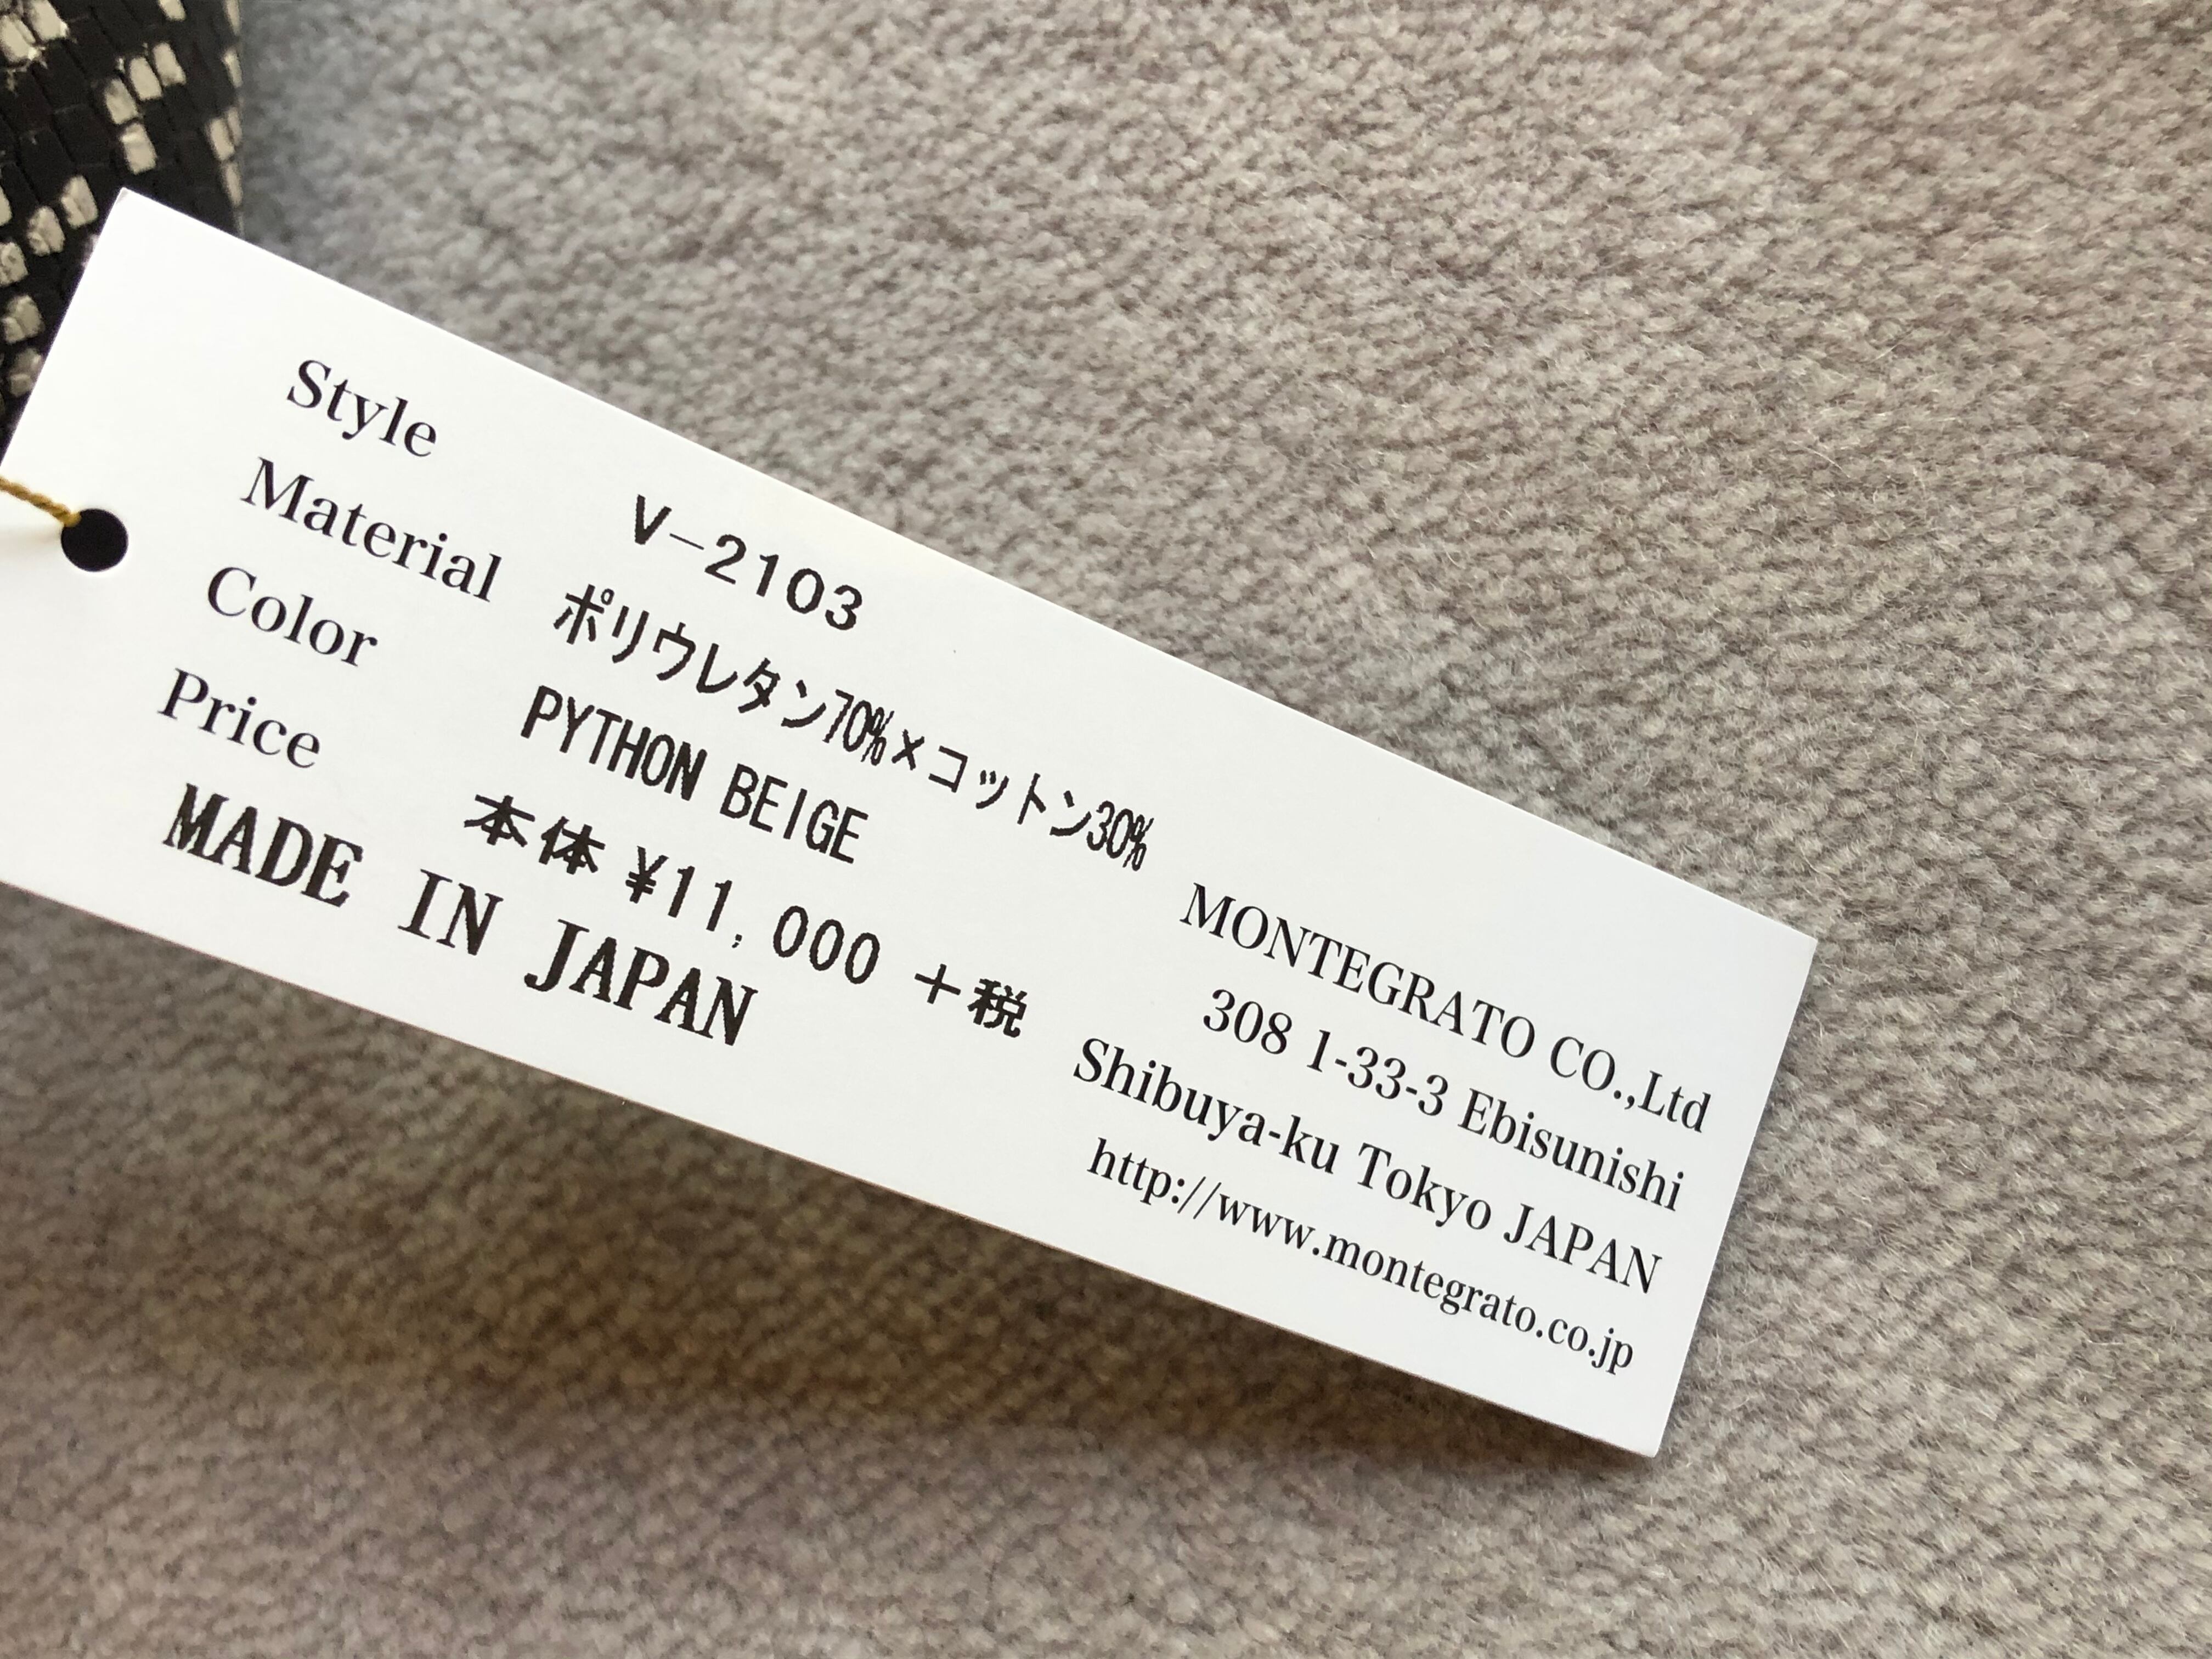 Style V-2103
Material ポリウレタン70%×コットン30%
Color PYTHON BEIGE
Price 本体 ¥11,000 +税
MADE IN JAPAN
MONTEGRATO CO.,Ltd
308 1-33-3 Ebisunishi
Shibuya-ku Tokyo JAPAN
http://www.montegrato.co.jp